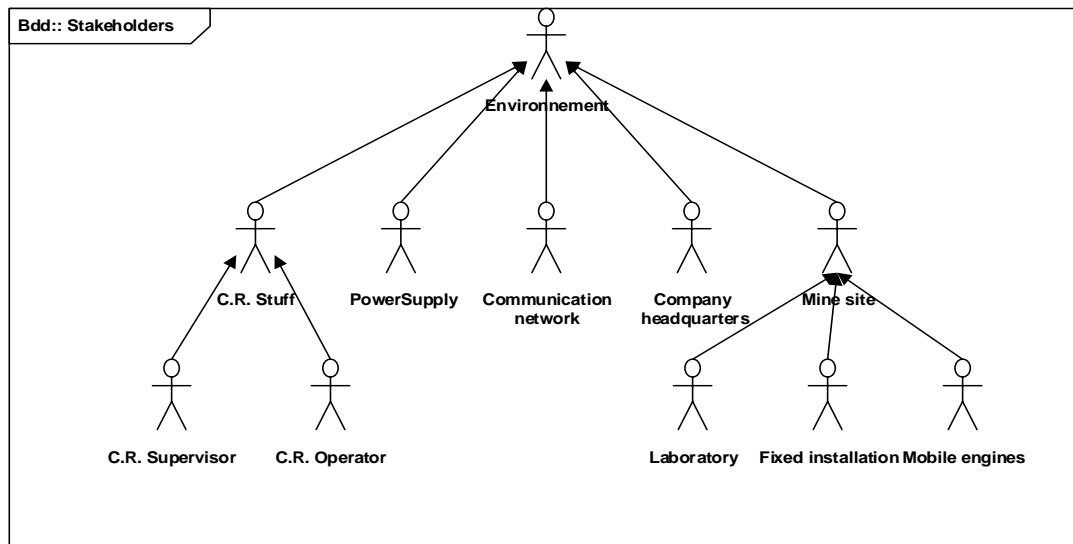 Bdd:: Stakeholders
Environnement
C.R. Stuff
PowerSupply
Communication
network
Company
headquarters
Mine site
C.R. Supervisor
C.R. Operator
Laboratory
Fixed installation
Mobile engines